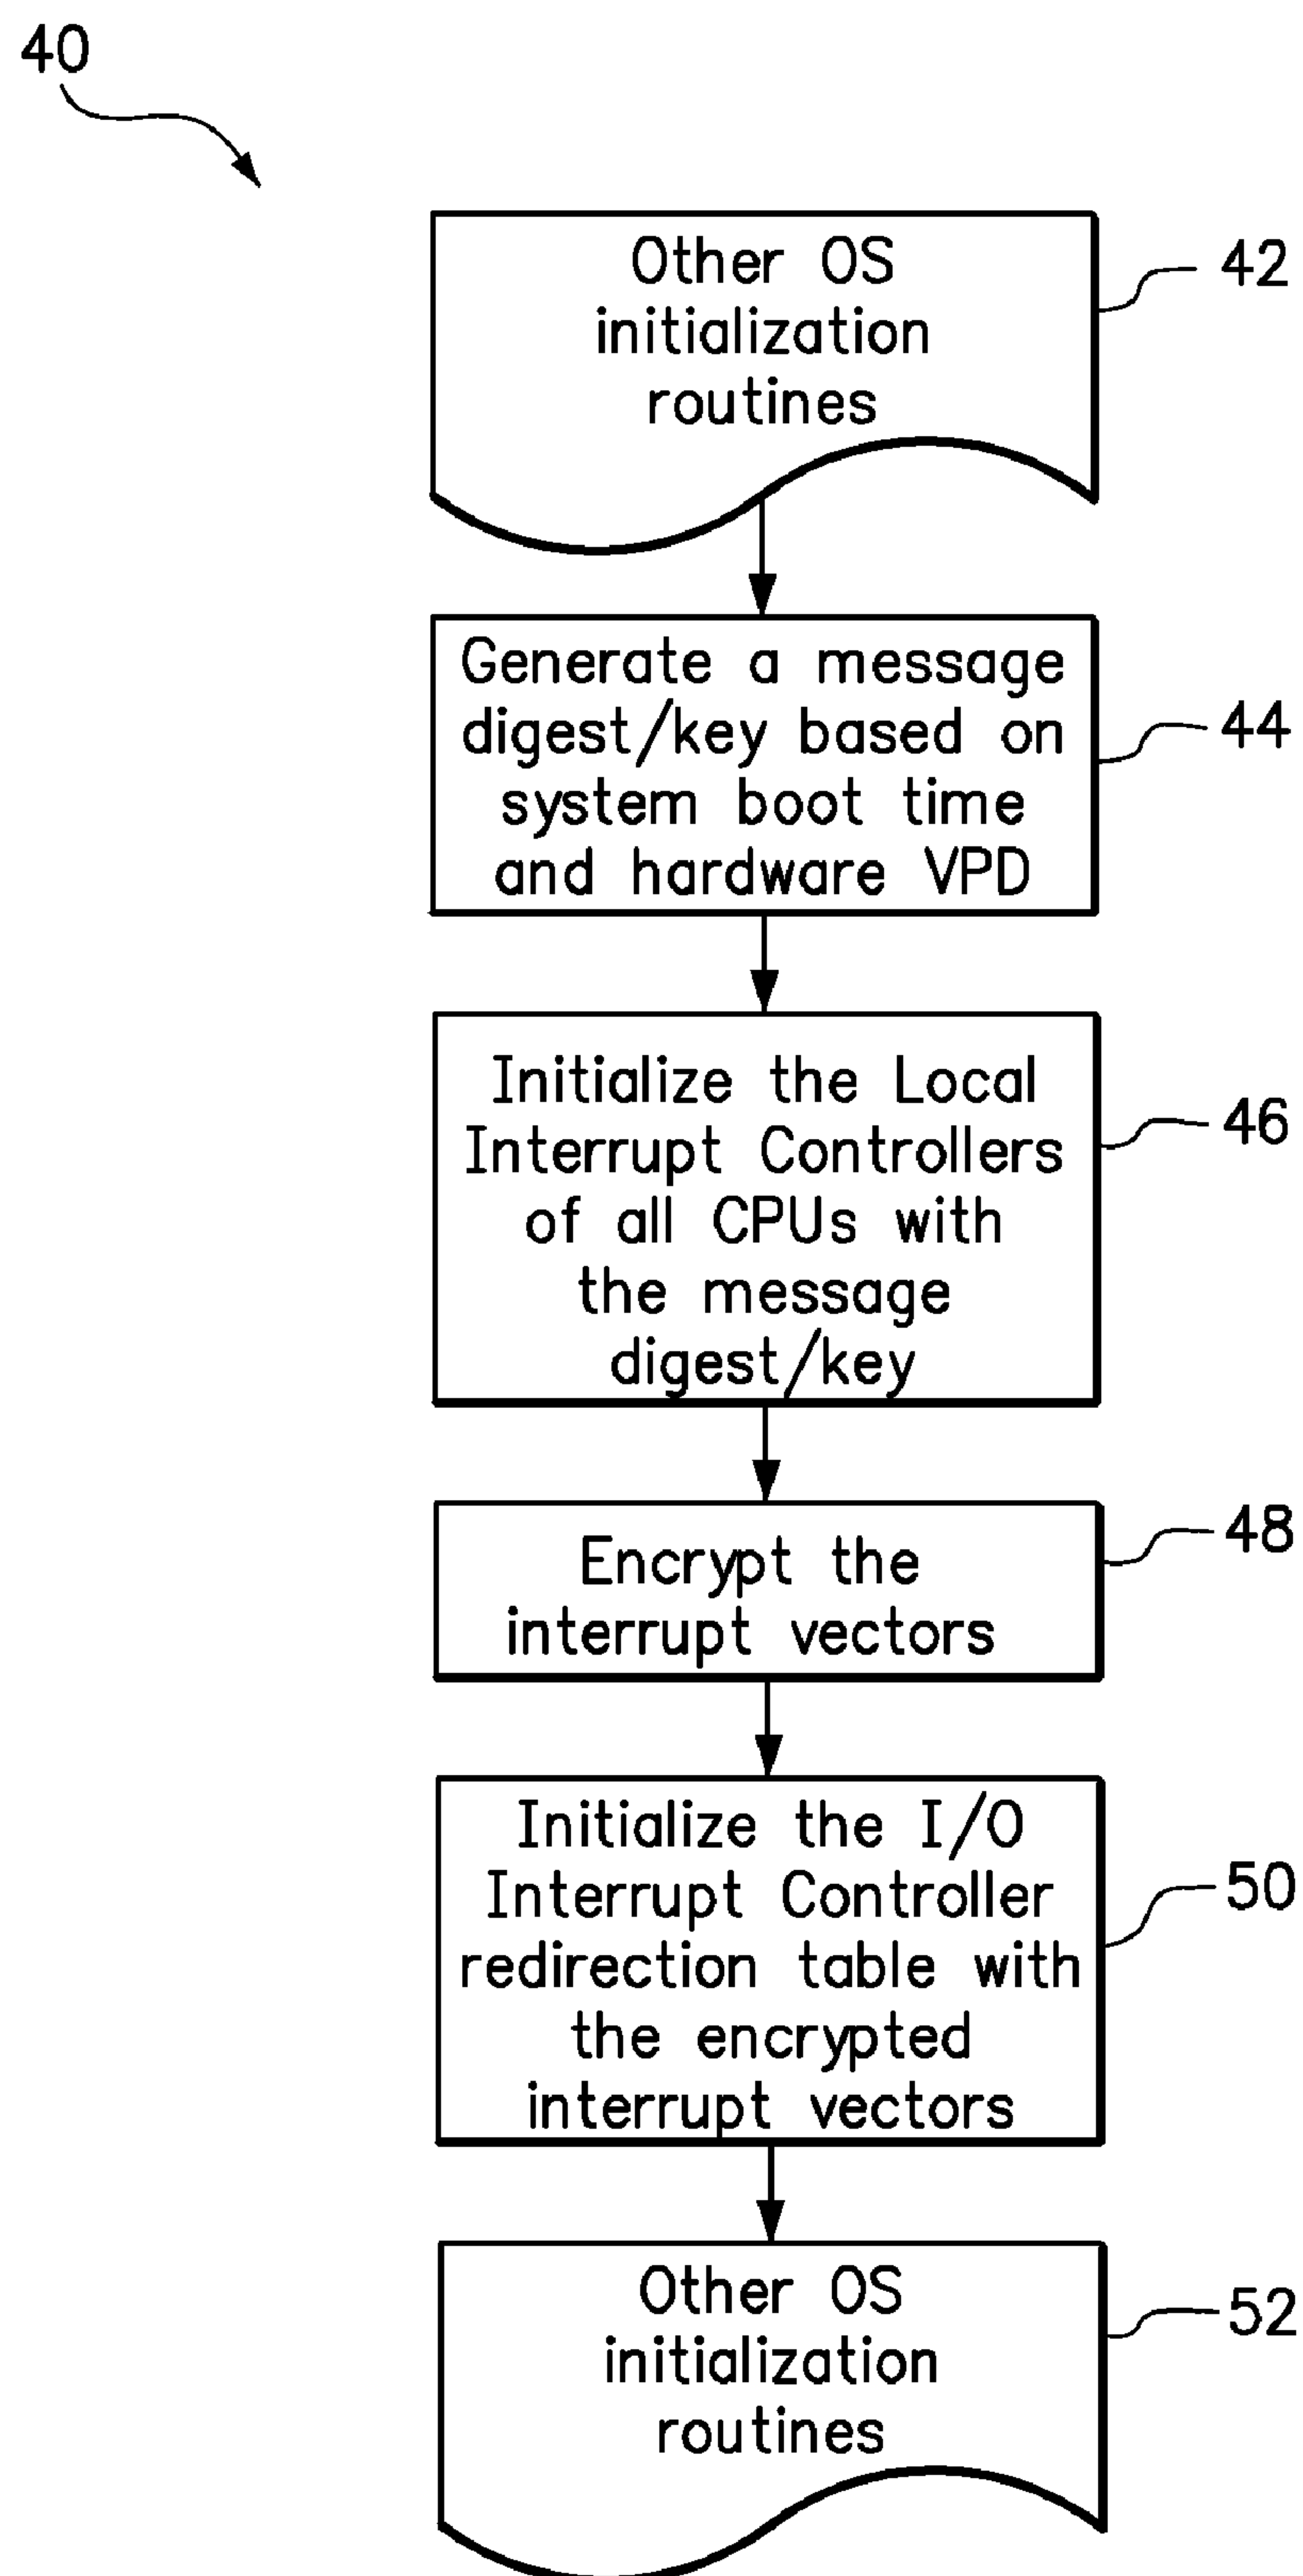 40
Other OS
initialization
routines
42
Generate a message
digest/key based on
system boot time
and hardware VPD
44
Initialize the Local
Interrupt Controllers
of all CPUs with
the message
digest/key
46
Encrypt the
interrupt vectors
48
Initialize the I/O
Interrupt Controller
redirection table with
the encrypted
interrupt vectors
50
Other OS
initialization
routines
52